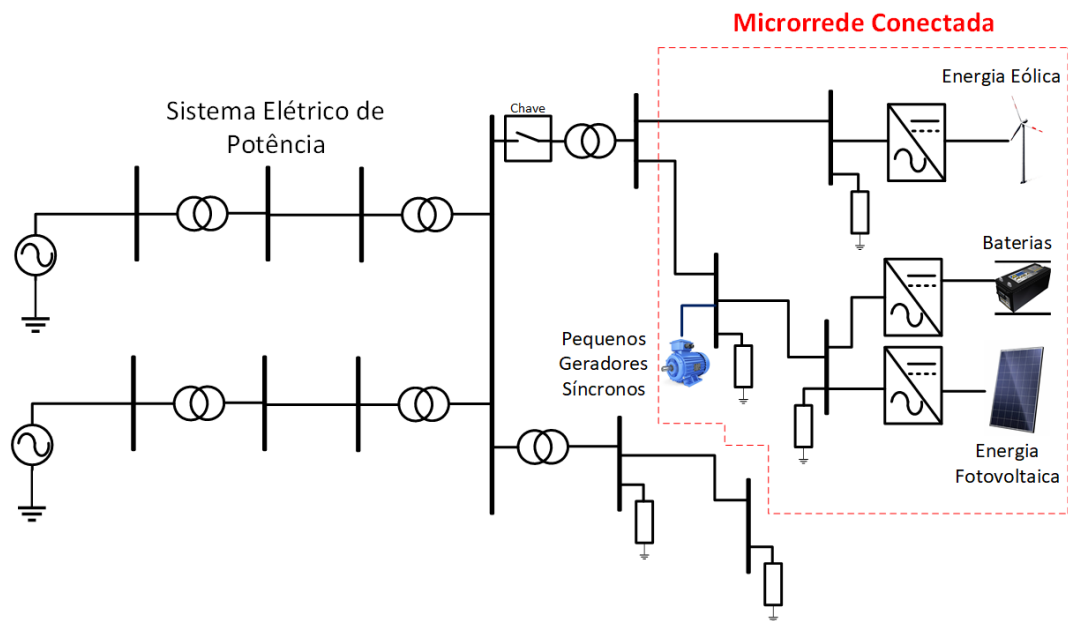 Microrrede Conectada
Energia Eólica
Sistema Elétrico de
Potência
Chave
Baterias
Pequenos
Geradores
Síncronos
Energia
Fotovoltaica